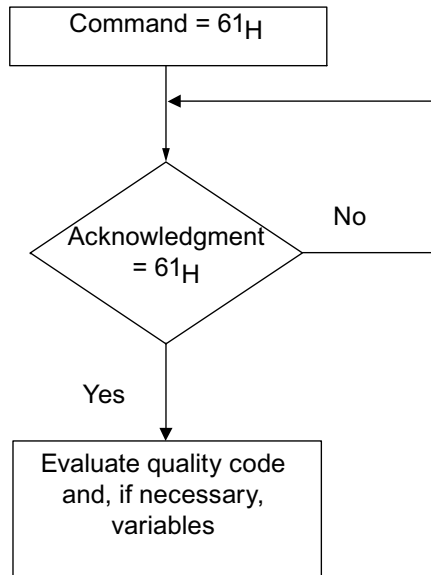 Command = 61H
Acknowledgment
= 61H
No
Yes
Evaluate quality code
and, if necessary,
variables